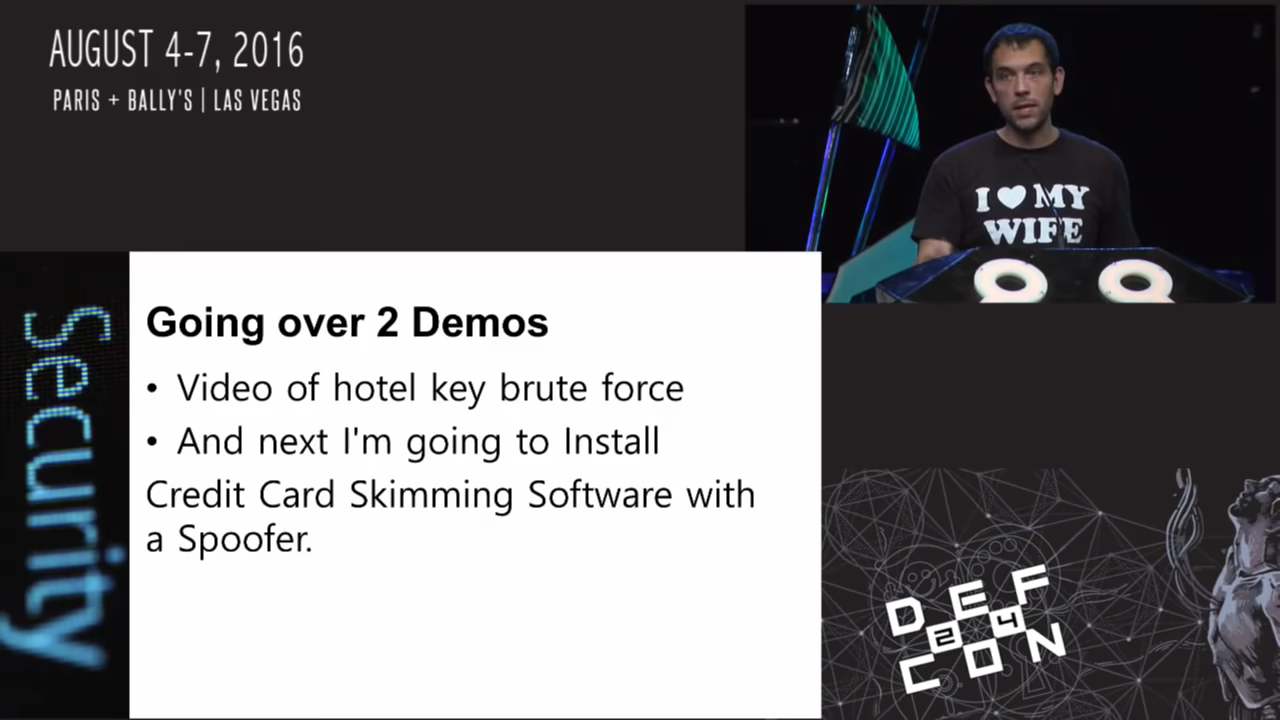 AUGUST 4-7, 2016
PARIS + BALLY'S | LAS VEGAS
I ♥ MY
WIFE
Security
Going over 2 Demos
• Video of hotel key brute force
• And next I'm going to Install
Credit Card Skimming Software with
a Spoofer.
DEF
24
CON